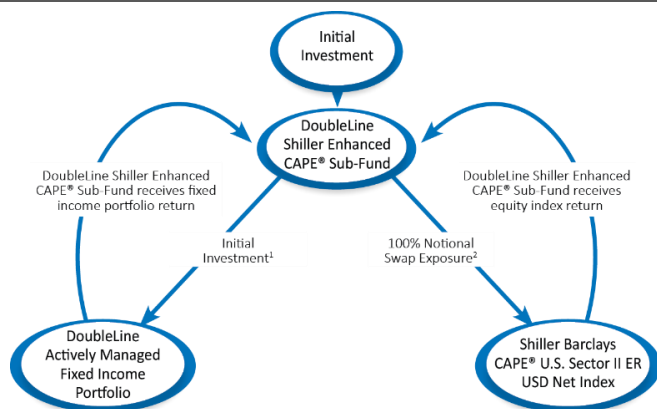 Initial
Investment
DoubleLine
Shiller Enhanced
CAPE® Sub-Fund
DoubleLine Shiller Enhanced
CAPE® Sub-Fund receives fixed
income portfolio return
DoubleLine Shiller Enhanced
CAPE® Sub-Fund receives
equity index return
Initial
Investment¹
100% Notional
Swap Exposure²
DoubleLine
Actively Managed
Fixed Income
Portfolio
Shiller Barclays
CAPE® U.S. Sector II ER
USD Net Index